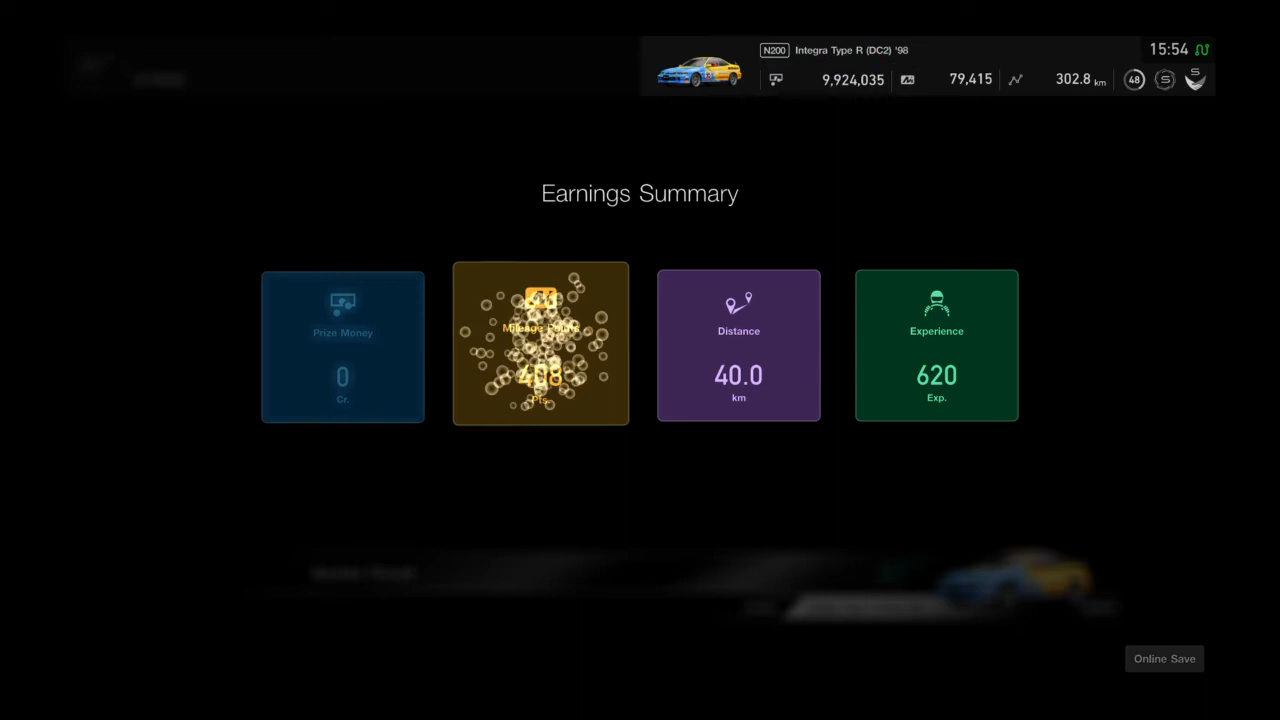 N200 Integra Type R (DC2) '98
15:54
9,924,035 79,415 302.8 km 48 S S
Earnings Summary
Prize Money
0
Cr.
Mileage Points
408
Pts.
Distance
40.0
km
Experience
620
Exp.
Online Save